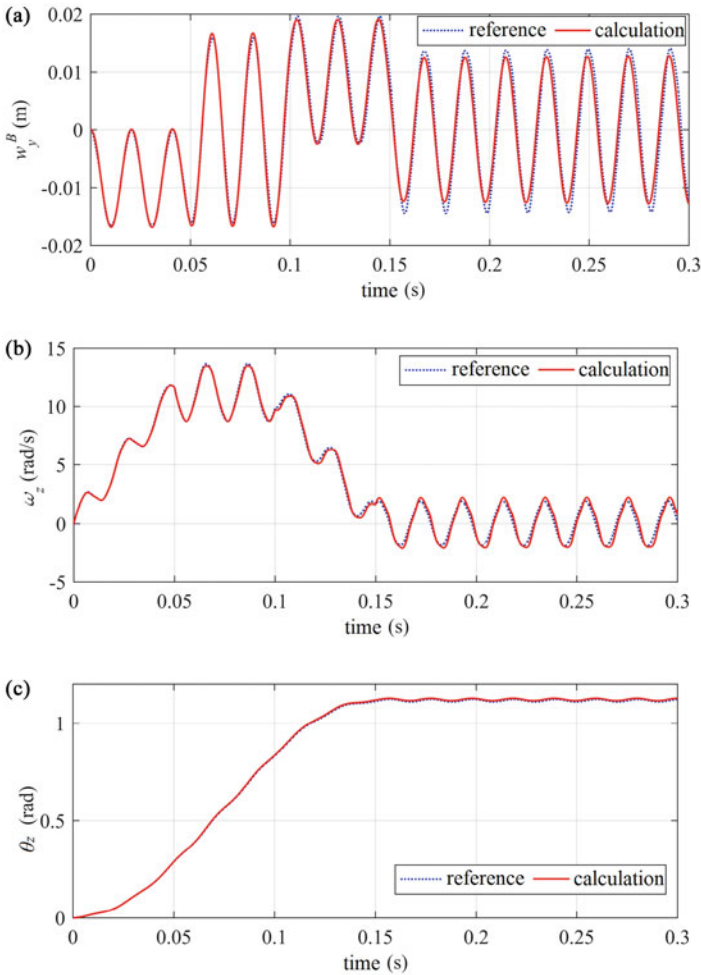 (a)
0.02
0.01
0
-0.01
-0.02
w_y^B (m)
reference calculation
0 0.05 0.1 0.15 0.2 0.25 0.3
time (s)
(b)
15
10
5
0
-5
ω_z (rad/s)
reference calculation
0 0.05 0.1 0.15 0.2 0.25 0.3
time (s)
(c)
1
0.5
0
θ_z (rad)
reference calculation
0 0.05 0.1 0.15 0.2 0.25 0.3
time (s)